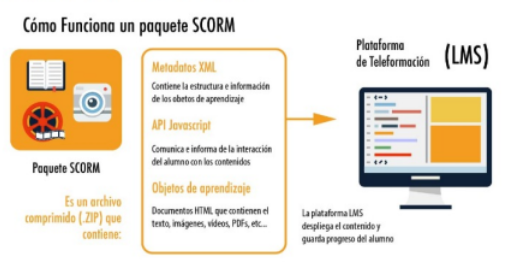 Cómo Funciona un paquete SCORM
Paquete SCORM
Es un archivo
comprimido (.ZIP) que
contiene:
Metadatos XML
Contiene la estructura e información
de los obetos de aprendizaje
API Javascript
Comunica e informa de la interacción
del alumno con los contenidos
Objetos de aprendizaje
Documentos HTML que contienen el
texto, imágenes, vídeos, PDFs, etc...
Plataforma
de Teleformación (LMS)
La plataforma LMS
despliega el contenido y
guarda progreso del alumno